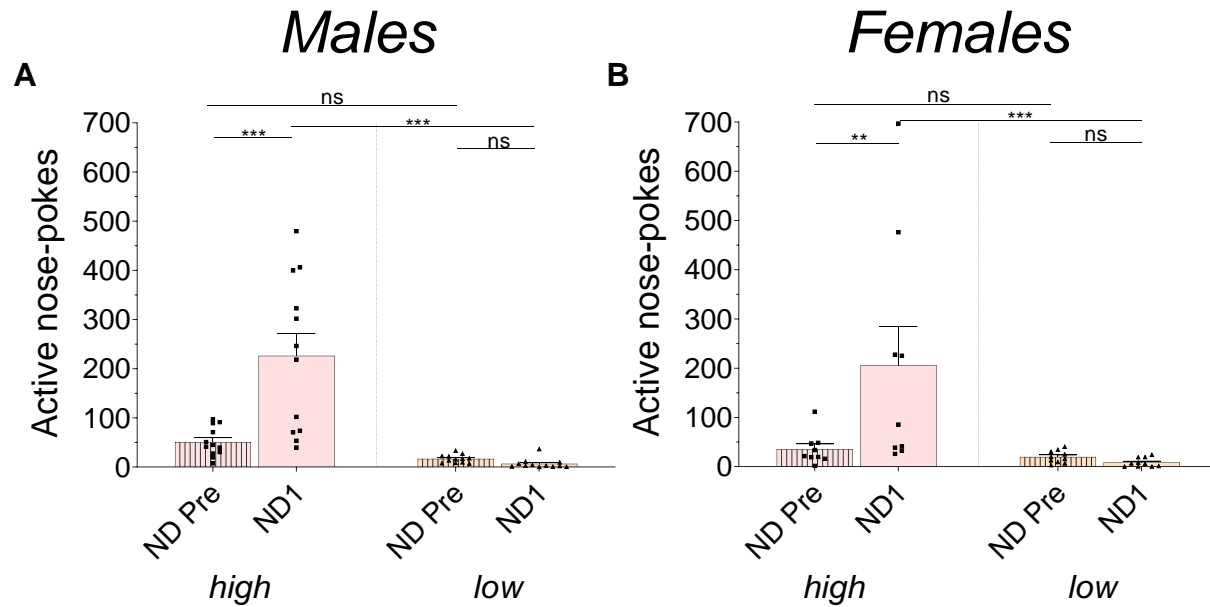 Males
Females
A
B
ns
***
***
ns
ns
**
***
ns
Active nose-pokes
700
600
500
400
300
200
100
0
ND Pre
ND1
ND Pre
ND1
high
low
Active nose-pokes
700
600
500
400
300
200
100
0
ND Pre
ND1
ND Pre
ND1
high
low